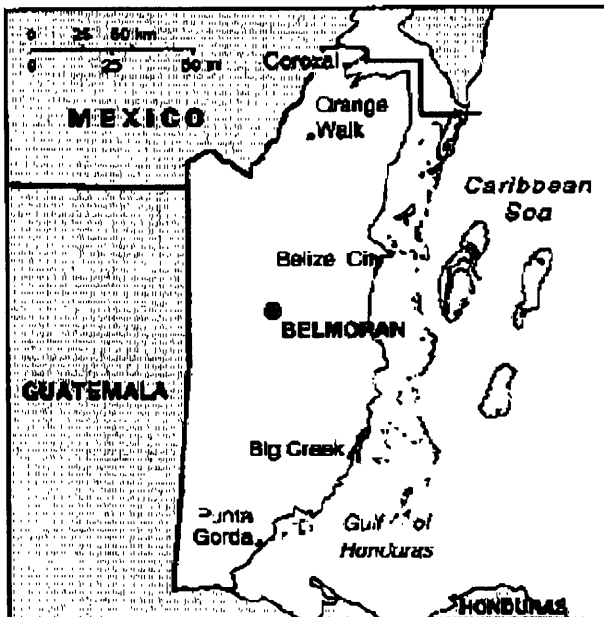 0 25 50 km
0 25 50 mi
Corozal
MEXICO
Orange
Walk
Caribbean
Sea
Belize City
BELMORAN
GUATEMALA
Big Creek
Punta
Gorda
Gulf of
Honduras
HONDURAS